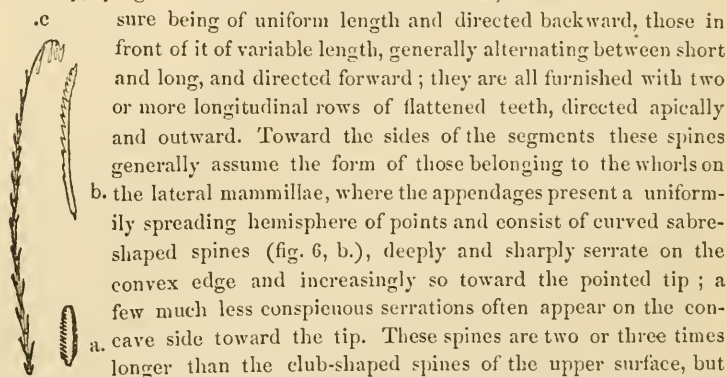 .c
sure being of uniform length and directed backward, those in
front of it of variable length, generally alternating between short
and long, and directed forward ; they are all furnished with two
or more longitudinal rows of flattened teeth, directed apically
and outward. Toward the sides of the segments these spines
generally assume the form of those belonging to the whorls on
b. the lateral mammillae, where the appendages present a uniform-
ily spreading hemisphere of points and consist of curved sabre-
shaped spines (fig. 6, b.), deeply and sharply serrate on the
convex edge and increasingly so toward the pointed tip ; a
few much less conspicuous serrations often appear on the con-
a. cave side toward the tip. These spines are two or three times
longer than the club-shaped spines of the upper surface, but